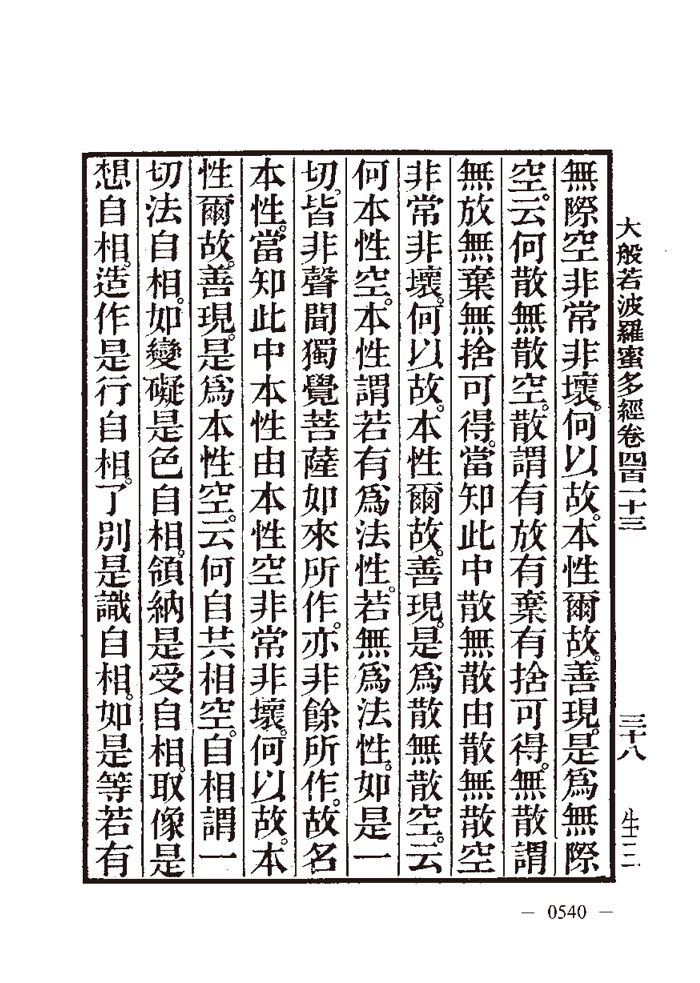 大般若波羅蜜多經卷四百一十三　三十八　生三
無際空非常非壞。何以故。本性爾故。善現。是爲無際
空。云何散無散空。散謂有放有棄有捨可得。無散謂
無放無棄無捨可得。當知此中散無散由散無散空
非常非壞。何以故。本性爾故。善現。是爲散無散空。云
何本性空。本性謂若有爲法性。若無爲法性。如是一
切。皆非聲聞獨覺菩薩如來所作。亦非餘所作。故名
本性。當知此中本性由本性空非常非壞。何以故。本
性爾故。善現。是爲本性空。云何自共相空。自相謂一
切法自相。如變礙是色自相。領納是受自相。取像是
想自相。造作是行自相。了別是識自相。如是等若有
— 0540 —